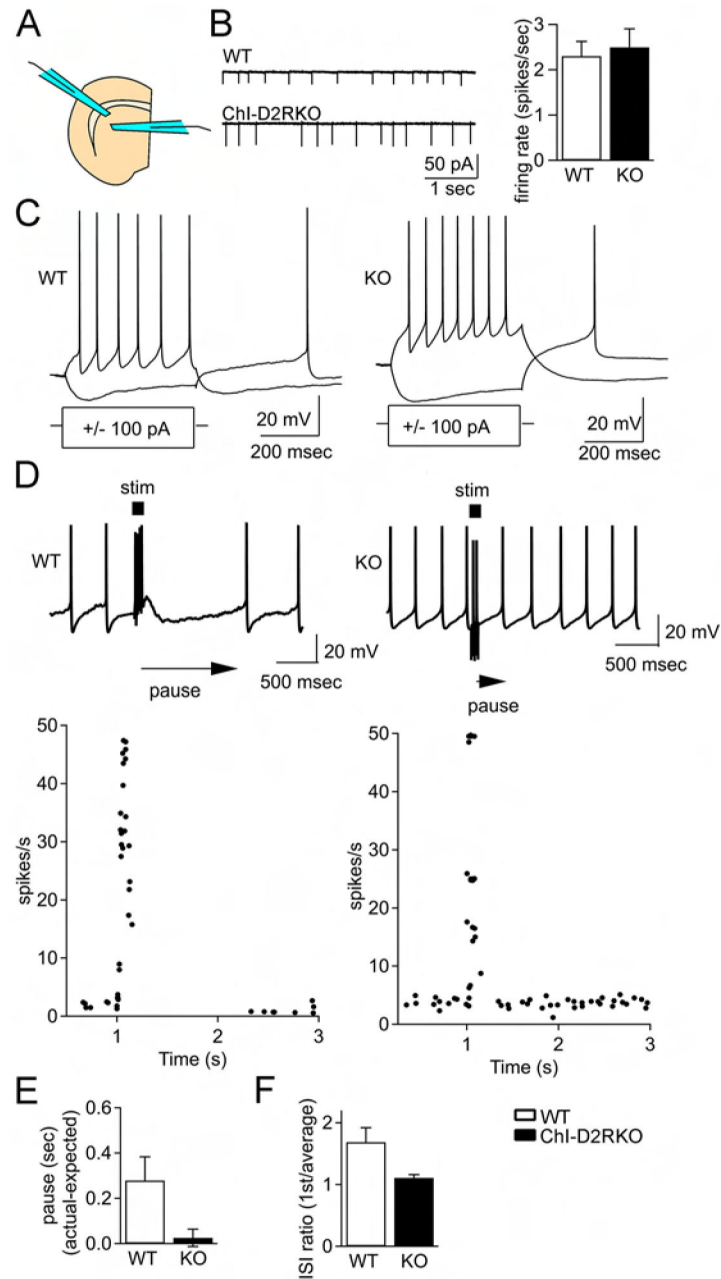 A
B
WT
ChI-D2RKO
50 pA
1 sec
firing rate (spikes/sec)
3
2
1
0
WT KO
C
WT
KO
+/- 100 pA
20 mV
200 msec
+/- 100 pA
20 mV
200 msec
D
stim
WT
20 mV
500 msec
pause
stim
KO
20 mV
500 msec
pause
spikes/s
50
40
30
20
10
0
1 2 3
Time (s)
spikes/s
50
40
30
20
10
0
1 2 3
Time (s)
E
pause (sec)
(actual-expected)
0.6
0.4
0.2
0.0
WT KO
F
ISI ratio (1st/average)
2
1
0
WT KO
WT
ChI-D2RKO